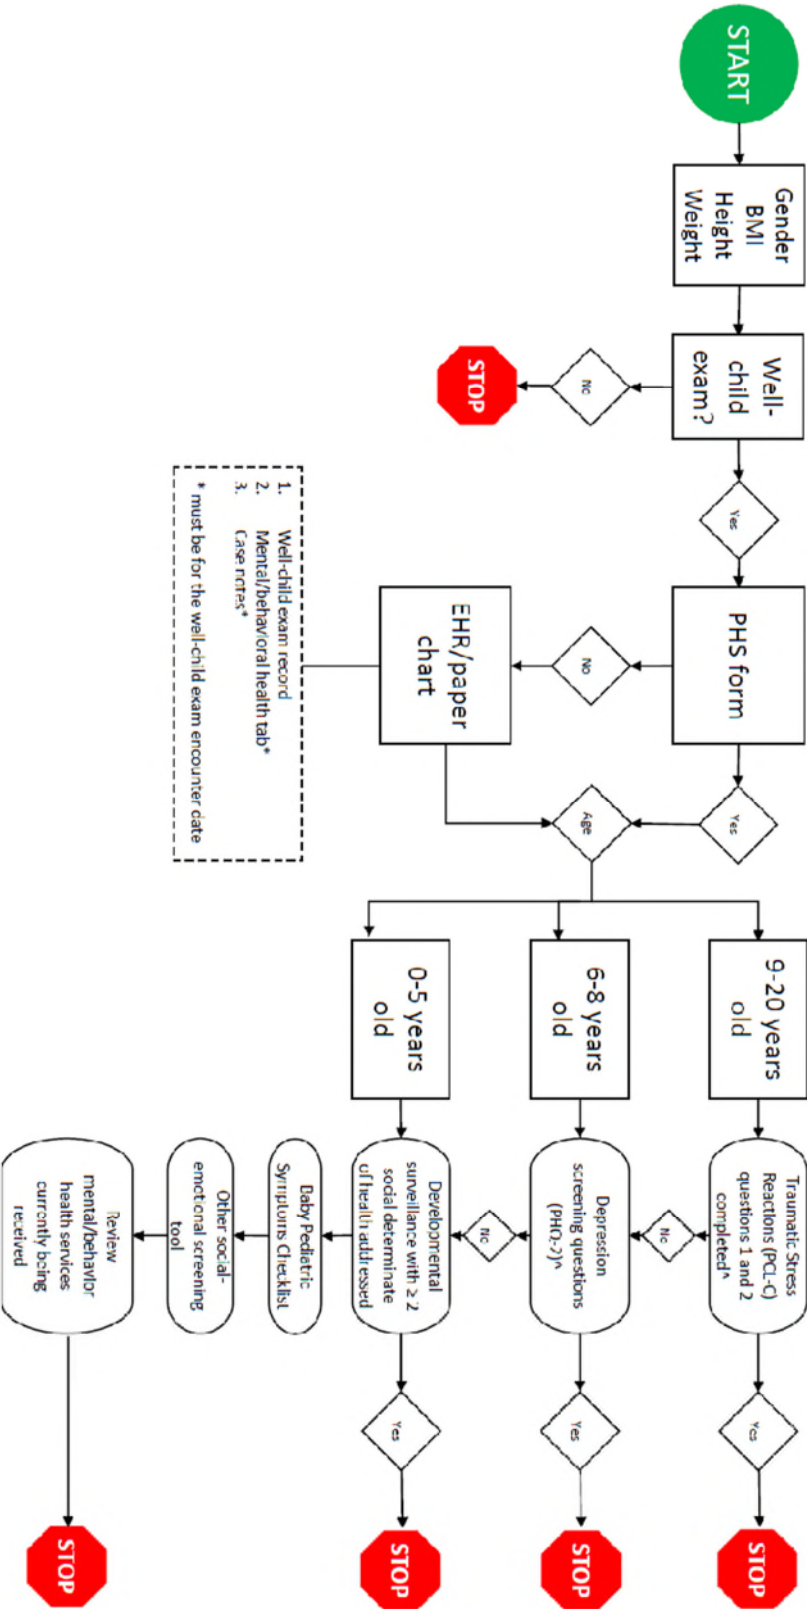 START
Gender
BMI
Height
Weight
Well-
child
exam?
No
STOP
Yes
PHS form
No
EHR/paper
chart
1. Well-child exam record
2. Mental/behavioral health tab*
3. Case notes*
* must be for the well-child exam encounter date
Yes
Age
9-20 years
old
6-8 years
old
0-5 years
old
Traumatic Stress
Reactions (PCL-C)
questions 1 and 2
completed^
No
Depression
screening questions
(PHQ-2)^
No
Developmental
surveillance with ≥ 2
social determinate
of health addressed
Baby Pediatric
Symptoms Checklist
Other social-
emotional screening
tool
Review
mental/behavior
health services
currently being
received
Yes
STOP
Yes
STOP
Yes
STOP
STOP